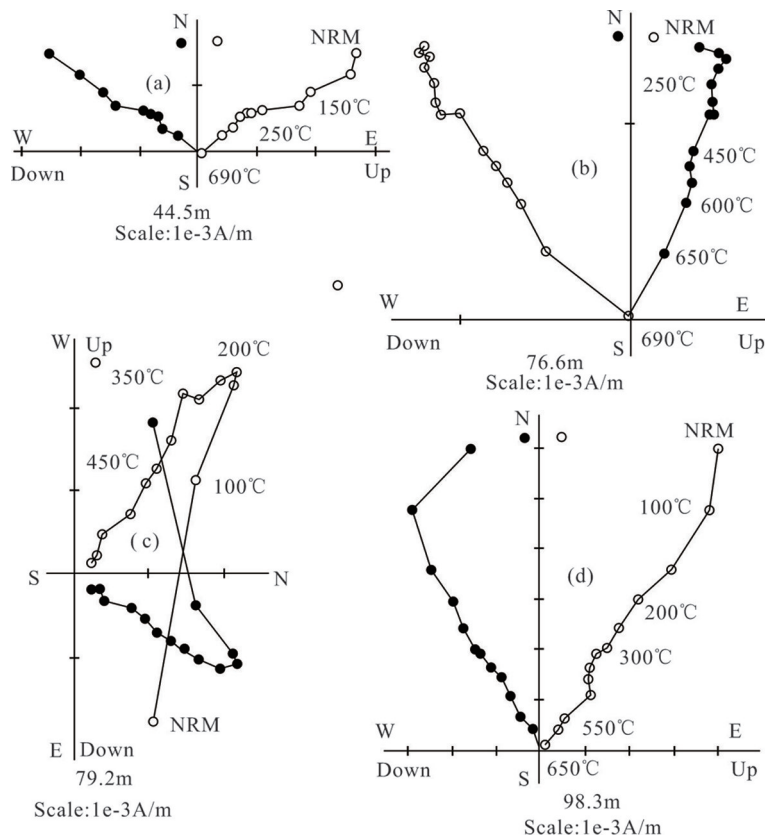 N
NRM
(a)
150℃
250℃
W
E
Down
S
690℃
Up
44.5m
Scale:1e-3A/m
NRM
250℃
(b)
450℃
600℃
650℃
W
E
Down
S
690℃
Up
76.6m
Scale:1e-3A/m
W
Up
200℃
350℃
450℃
100℃
(c)
S
N
NRM
E
Down
79.2m
Scale:1e-3A/m
N
NRM
100℃
(d)
200℃
300℃
550℃
W
E
Down
S
650℃
Up
98.3m
Scale:1e-3A/m